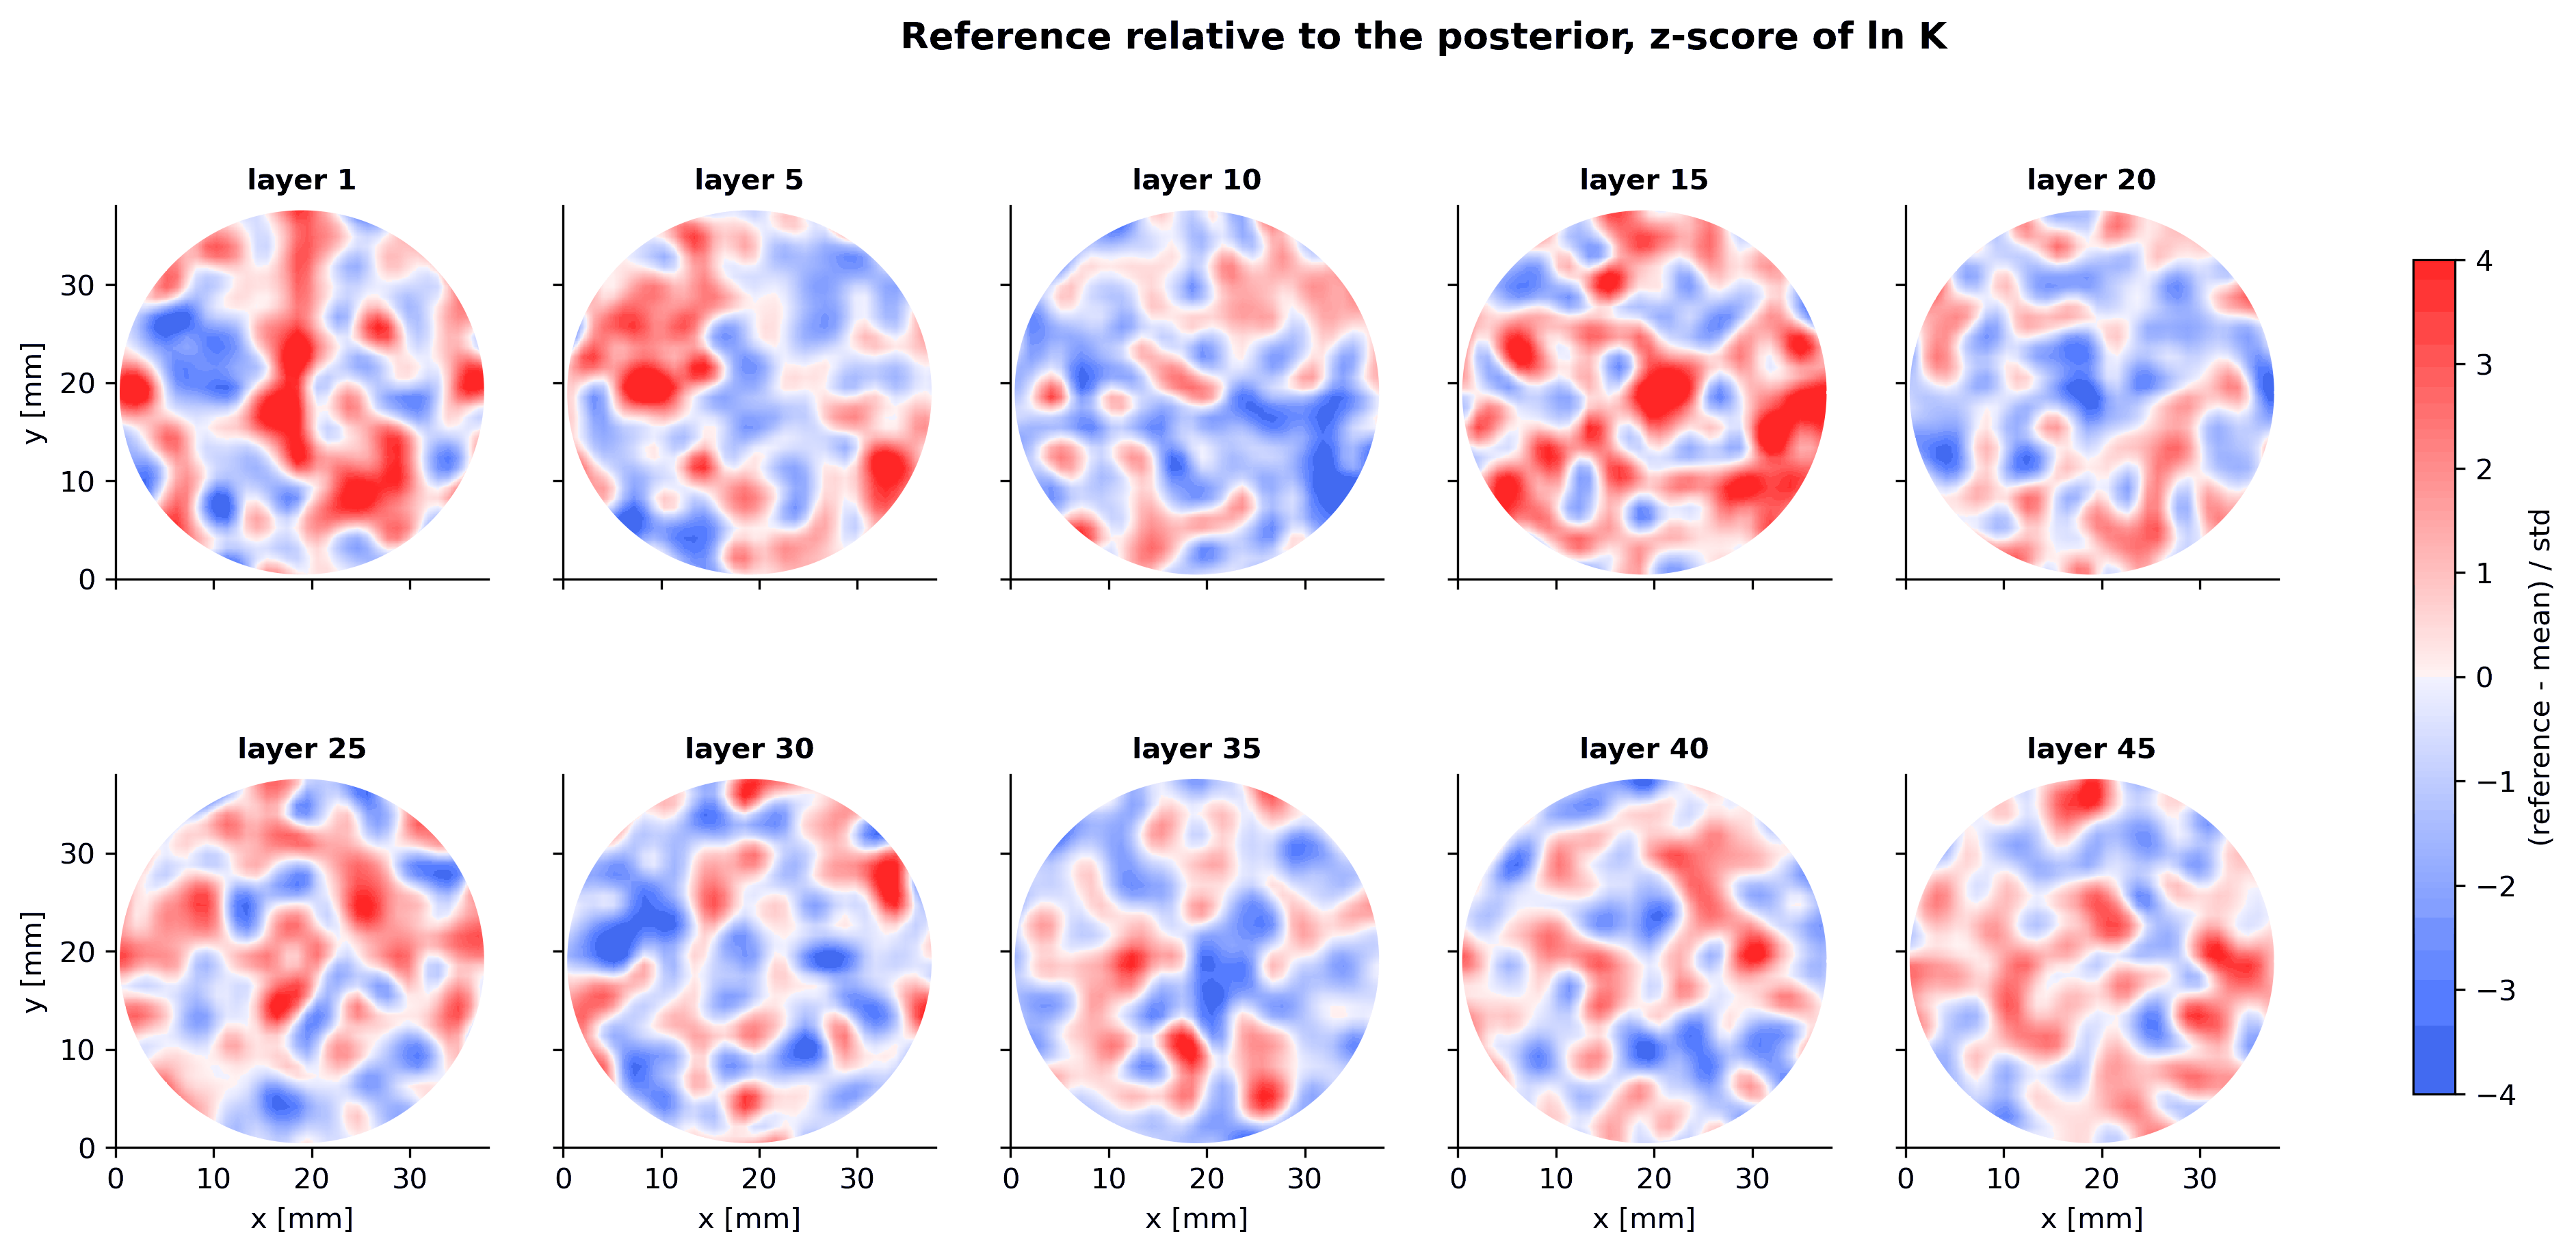 Reference relative to the posterior, z-score of ln K
layer 1
layer 5
layer 10
layer 15
layer 20
y [mm]
30
20
10
0
layer 25
layer 30
layer 35
layer 40
layer 45
y [mm]
30
20
10
0
0 10 20 30
0 10 20 30
0 10 20 30
0 10 20 30
0 10 20 30
x [mm]
x [mm]
x [mm]
x [mm]
x [mm]
4
3
2
1
0
−1
−2
−3
−4
(reference - mean) / std